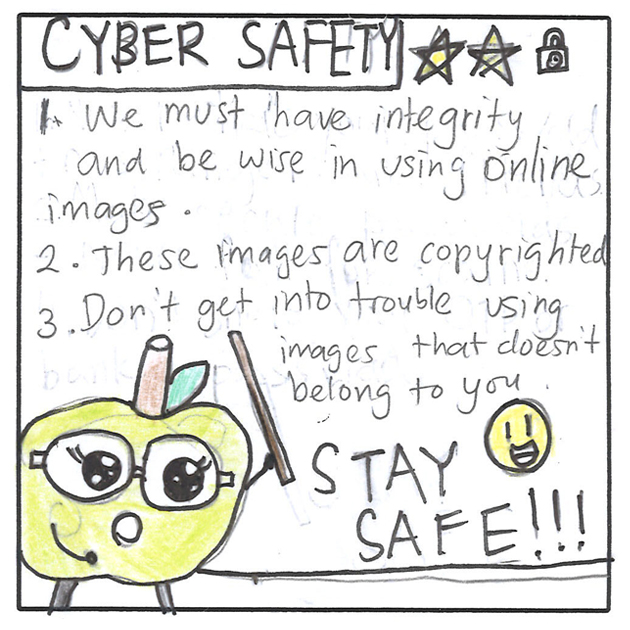 CYBER SAFETY
1. We must have integrity
and be wise in using online
images.
2. These images are copyrighted
3. Don't get into trouble using
images that doesn't
belong to you.
STAY
SAFE!!!